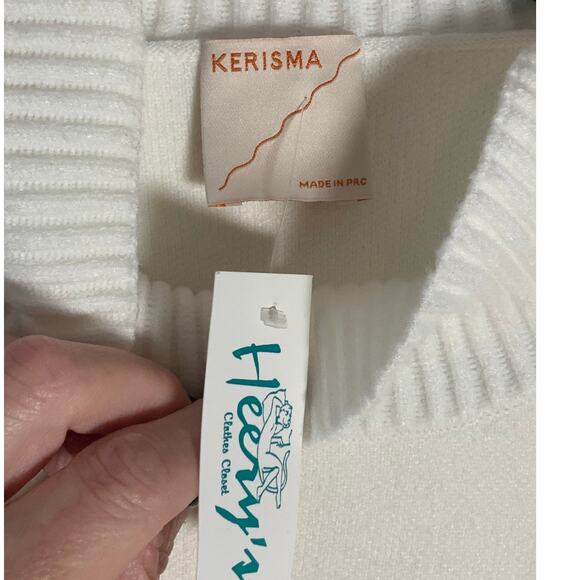 KERISMA
MADE IN PRC
Heery's
Clothes Closet